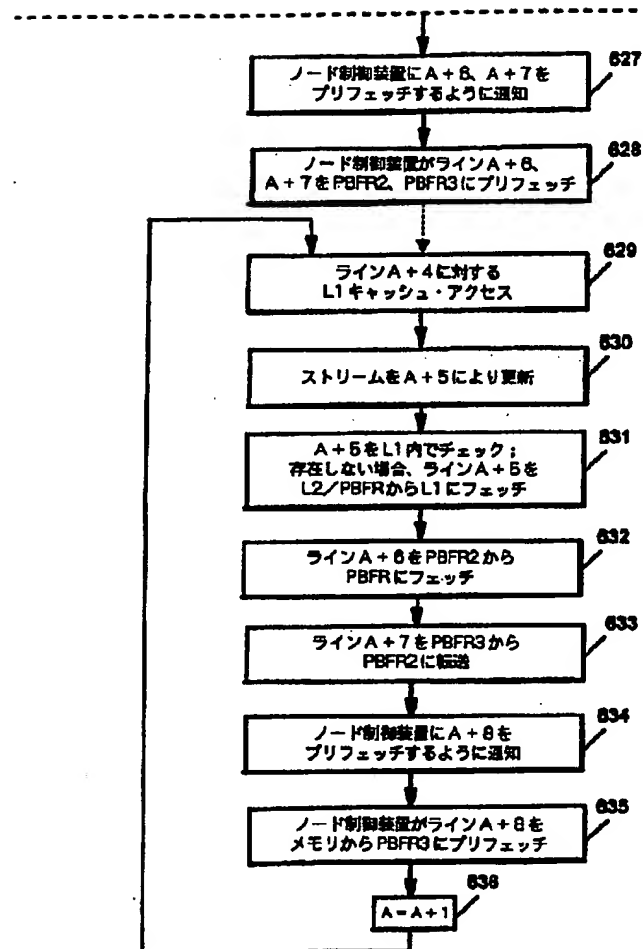 627
ノード制御装置にA+6、A+7を
プリフェッチするように通知
628
ノード制御装置がラインA+6、
A+7をPBFR2、PBFR3にプリフェッチ
629
ラインA+4に対する
L1キャッシュ・アクセス
630
ストリームをA+5により更新
631
A+5をL1内でチェック;
存在しない場合、ラインA+5を
L2/PBFRからL1にフェッチ
632
ラインA+6をPBFR2から
PBFRにフェッチ
633
ラインA+7をPBFR3から
PBFR2に転送
634
ノード制御装置にA+8を
プリフェッチするように通知
635
ノード制御装置がラインA+8を
メモリからPBFR3にプリフェッチ
636
A=A+1